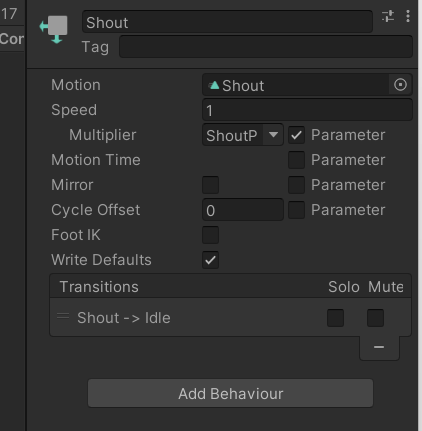 17
Con
Shout
Tag
Motion Shout
Speed 1
Multiplier ShoutP Parameter
Motion Time Parameter
Mirror Parameter
Cycle Offset 0 Parameter
Foot IK
Write Defaults
Transitions Solo Mute
Shout -> Idle
Add Behaviour